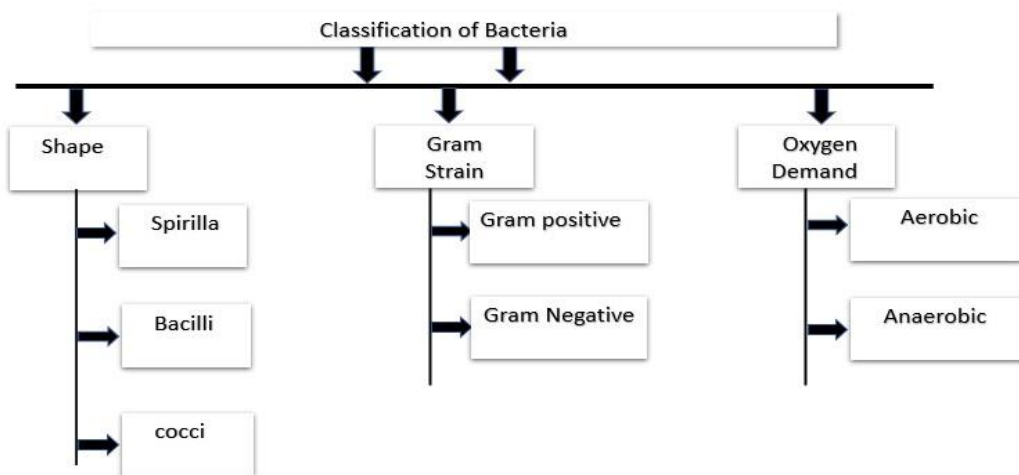 Classification of Bacteria
Shape
Spirilla
Bacilli
cocci
Gram
Strain
Gram positive
Gram Negative
Oxygen
Demand
Aerobic
Anaerobic